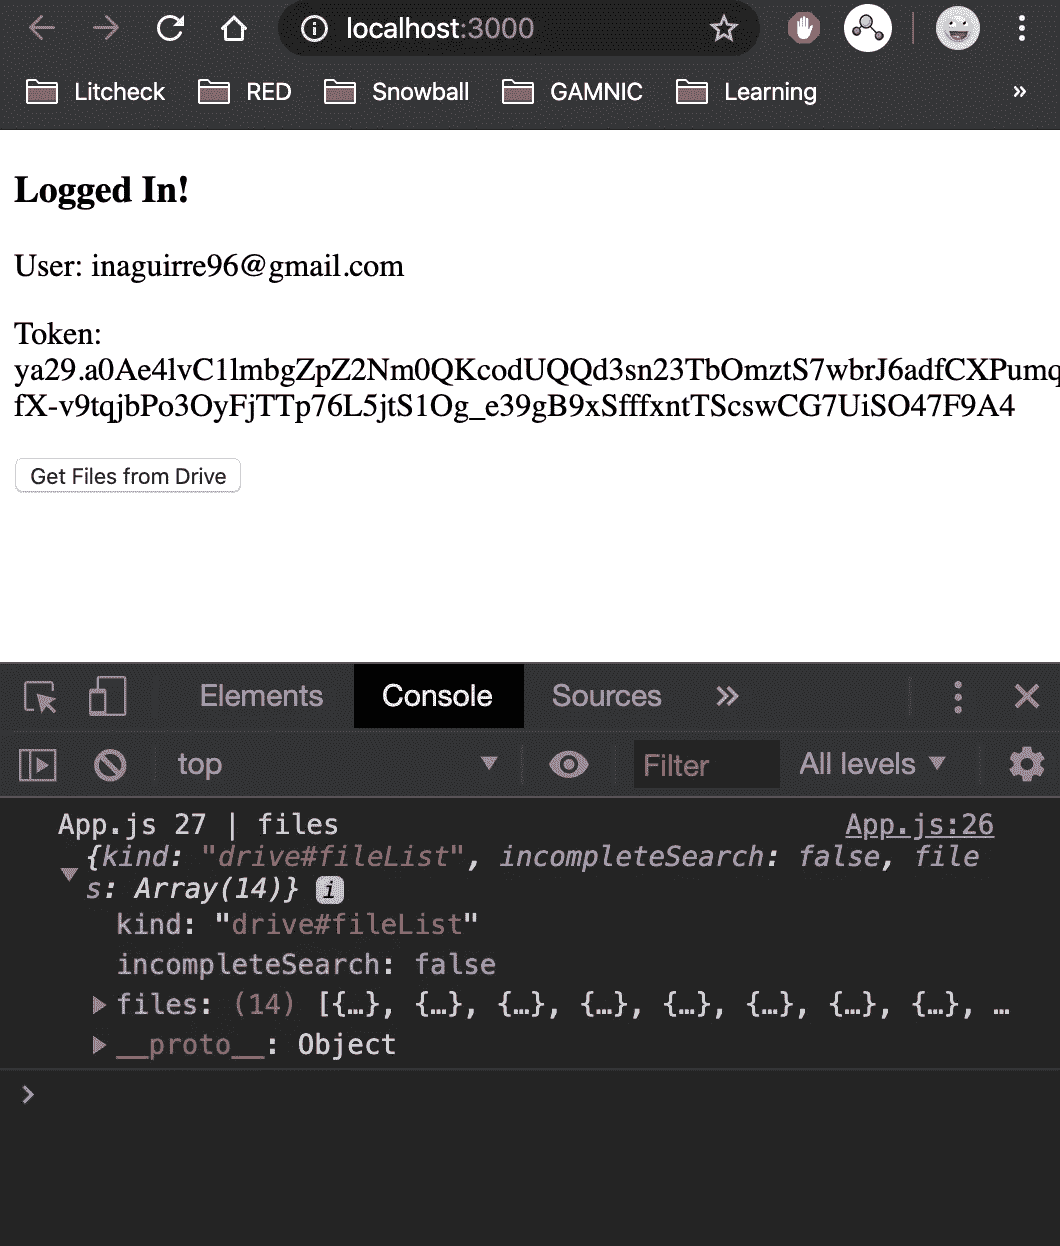 localhost:3000
Litcheck RED Snowball GAMNIC Learning »
Logged In!
User: inaguirre96@gmail.com
Token:
ya29.a0Ae4lvC1lmbgZpZ2Nm0QKcodUQQd3sn23TbOmztS7wbrJ6adfCXPumq
fX-v9tqjbPo3OyFjTTp76L5jtS1Og_e39gB9xSfffxntTScswCG7UiSO47F9A4
Get Files from Drive
Elements Console Sources »
top Filter All levels
App.js 27 | files App.js:26
{kind: "drive#fileList", incompleteSearch: false, file
s: Array(14)} i
kind: "drive#fileList"
incompleteSearch: false
files: (14) [{…}, {…}, {…}, {…}, {…}, {…}, {…}, {…}, …
__proto__: Object